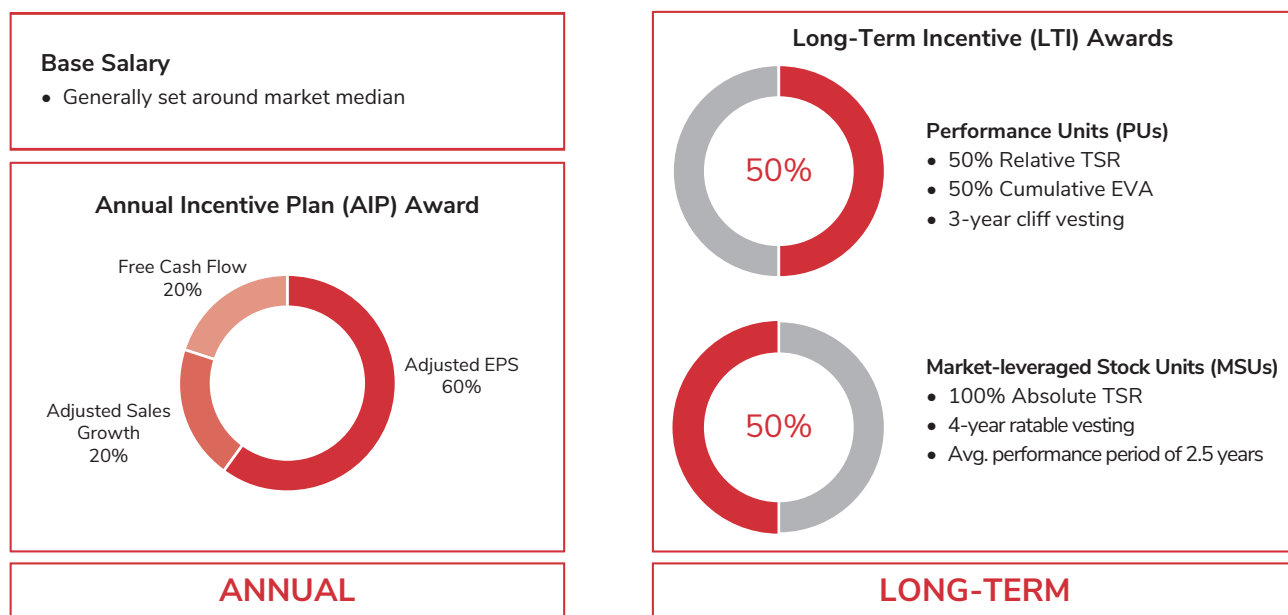 Base Salary
• Generally set around market median
Annual Incentive Plan (AIP) Award
Free Cash Flow
20%
Adjusted EPS
60%
Adjusted Sales
Growth
20%
ANNUAL
Long-Term Incentive (LTI) Awards
50%
Performance Units (PUs)
• 50% Relative TSR
• 50% Cumulative EVA
• 3-year cliff vesting
50%
Market-leveraged Stock Units (MSUs)
• 100% Absolute TSR
• 4-year ratable vesting
• Avg. performance period of 2.5 years
LONG-TERM